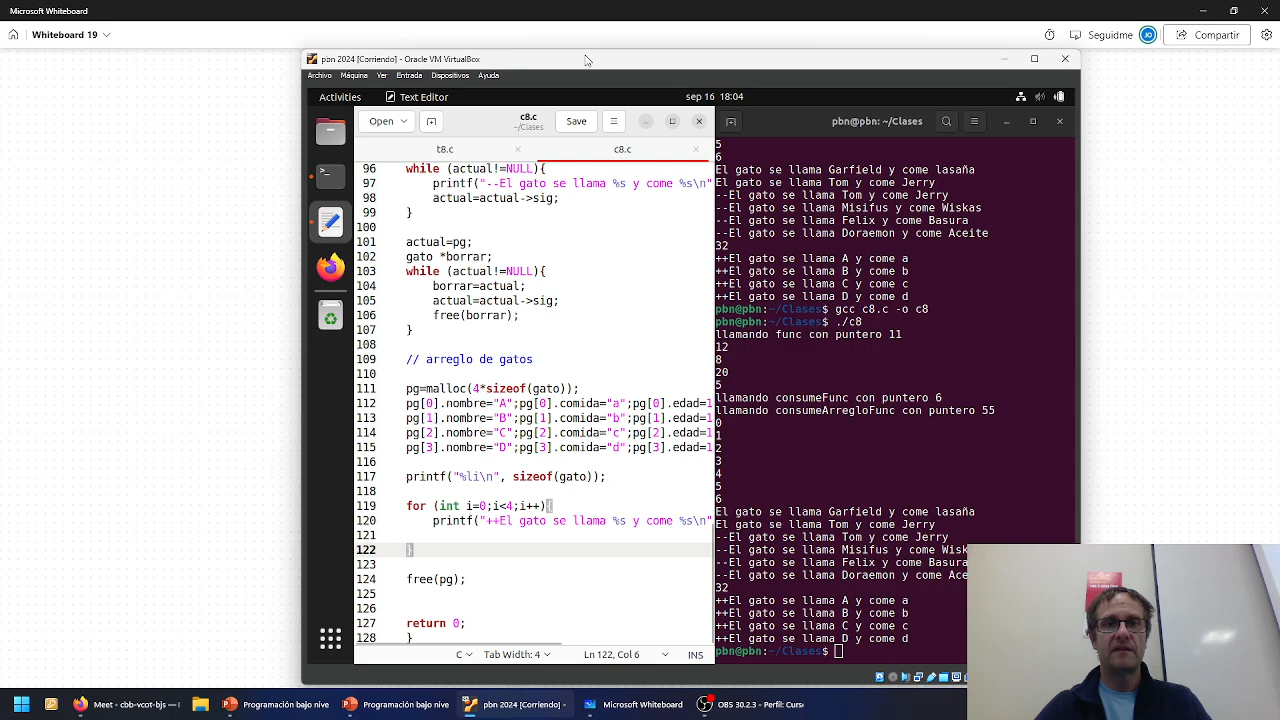 Microsoft Whiteboard
Whiteboard 19
Seguidme
JO
Compartir
pbn 2024 [Corriendo] - Oracle VM VirtualBox
Archivo Máquina Ver Entrada Dispositivos Ayuda
Activities Text Editor sep 16 18:04
Open c8.c Save
~/Clases
pbn@pbn: ~/Clases
t8.c c8.c
96 while (actual!=NULL){
97 printf("--El gato se llama %s y come %s\n"
98 actual=actual->sig;
99 }
100
101 actual=pg;
102 gato *borrar;
103 while (actual!=NULL){
104 borrar=actual;
105 actual=actual->sig;
106 free(borrar);
107 }
108
109 // arreglo de gatos
110
111 pg=malloc(4*sizeof(gato));
112 pg[0].nombre="A";pg[0].comida="a";pg[0].edad=1
113 pg[1].nombre="B";pg[1].comida="b";pg[1].edad=1
114 pg[2].nombre="C";pg[2].comida="c";pg[2].edad=1
115 pg[3].nombre="D";pg[3].comida="d";pg[3].edad=1
116
117 printf("%li\n", sizeof(gato));
118
119 for (int i=0;i<4;i++){
120 printf("++El gato se llama %s y come %s\n"
121
122 }
123
124 free(pg);
125
126
127 return 0;
128 }
C Tab Width: 4 Ln 122, Col 6 INS
5
6
El gato se llama Garfield y come lasaña
El gato se llama Tom y come Jerry
--El gato se llama Tom y come Jerry
--El gato se llama Misifus y come Wiskas
--El gato se llama Felix y come Basura
--El gato se llama Doraemon y come Aceite
32
++El gato se llama A y come a
++El gato se llama B y come b
++El gato se llama C y come c
++El gato se llama D y come d
pbn@pbn:~/Clases$ gcc c8.c -o c8
pbn@pbn:~/Clases$ ./c8
llamando func con puntero 11
12
8
20
5
llamando consumeFunc con puntero 6
llamando consumeArregloFunc con puntero 55
0
1
2
3
4
5
6
El gato se llama Garfield y come lasaña
El gato se llama Tom y come Jerry
--El gato se llama Tom y come Jerry
--El gato se llama Misifus y come Wisk
--El gato se llama Felix y come Basura
--El gato se llama Doraemon y come Ace
32
++El gato se llama A y come a
++El gato se llama B y come b
++El gato se llama C y come c
++El gato se llama D y come d
pbn@pbn:~/Clases$
Meet - cbb-vcot-bjs — Programación bajo nive Programación bajo nive pbn 2024 [Corriendo] - Microsoft Whiteboard OBS 30.2.3 - Perfil: Curs